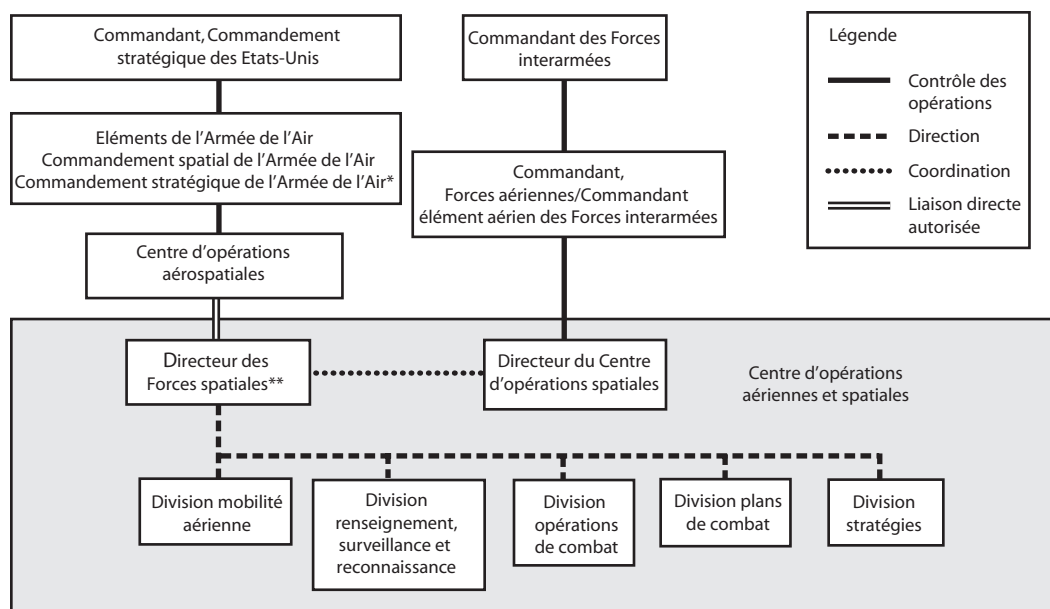 Commandant, Commandement
stratégique des Etats-Unis
Commandant des Forces
interarmées
Légende
Contrôle des
opérations
Direction
Coordination
Liaison directe
autorisée
Eléments de l'Armée de l'Air
Commandement spatial de l'Armée de l'Air
Commandement stratégique de l'Armée de l'Air*
Commandant,
Forces aériennes/Commandant
élément aérien des Forces interarmées
Centre d'opérations
aérospatiales
Directeur des
Forces spatiales**
Directeur du Centre
d'opérations spatiales
Centre d'opérations
aériennes et spatiales
Division mobilité
aérienne
Division
renseignement,
surveillance et
reconnaissance
Division
opérations
de combat
Division plans
de combat
Division
stratégies